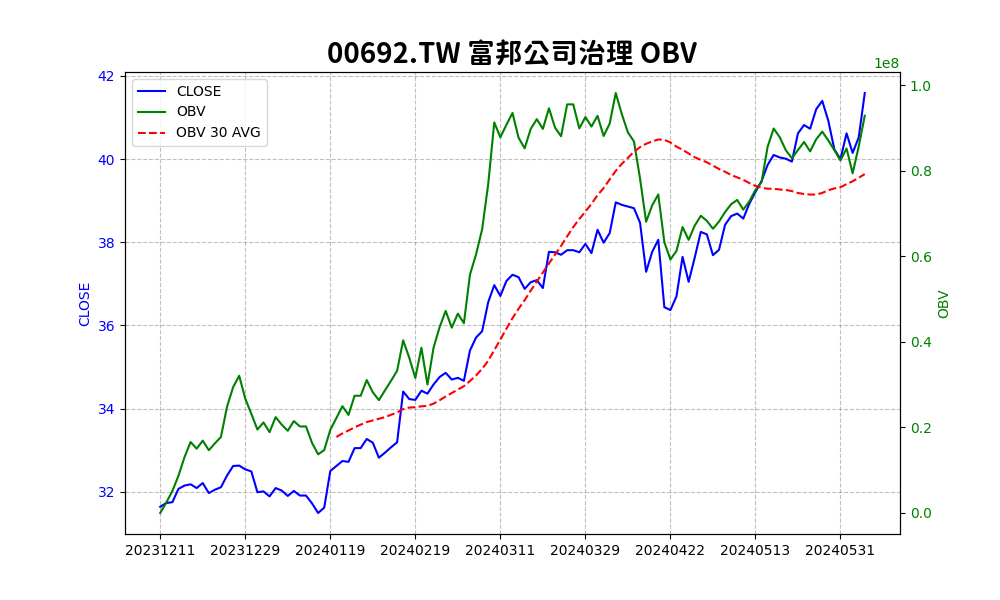 00692.TW 富邦公司治理 OBV
1e8
CLOSE
OBV
OBV 30 AVG
42
40
38
36
34
32
CLOSE
1.0
0.8
0.6
0.4
0.2
0.0
OBV
20231211 20231229 20240119 20240219 20240311 20240329 20240422 20240513 20240531